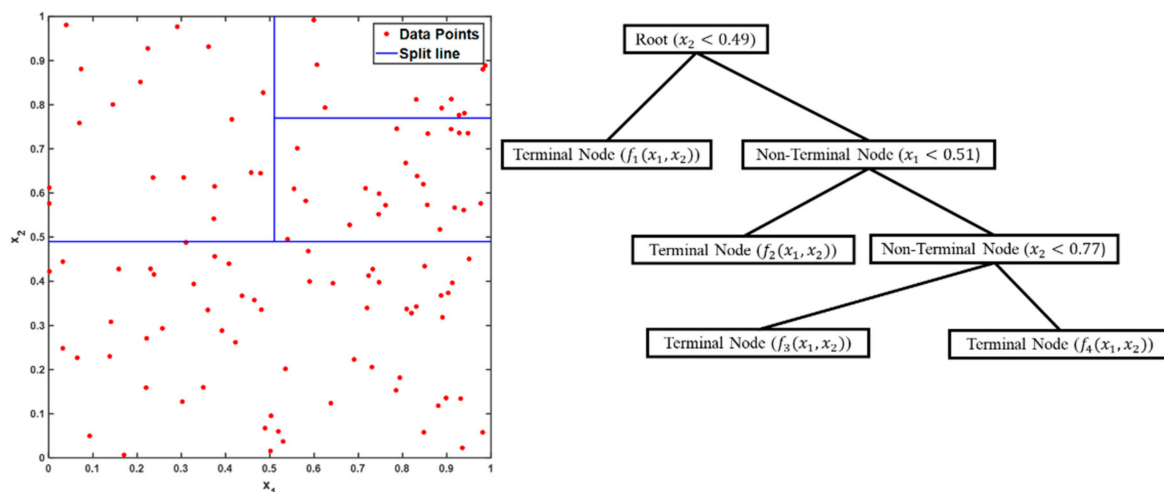 1
0.9
0.8
0.7
0.6
0.5
0.4
0.3
0.2
0.1
0
x₂
0 0.1 0.2 0.3 0.4 0.5 0.6 0.7 0.8 0.9 1
x₁
Data Points
Split line
Root (x₂ < 0.49)
Terminal Node (f₁(x₁, x₂))
Non-Terminal Node (x₁ < 0.51)
Terminal Node (f₂(x₁, x₂))
Non-Terminal Node (x₂ < 0.77)
Terminal Node (f₃(x₁, x₂))
Terminal Node (f₄(x₁, x₂))